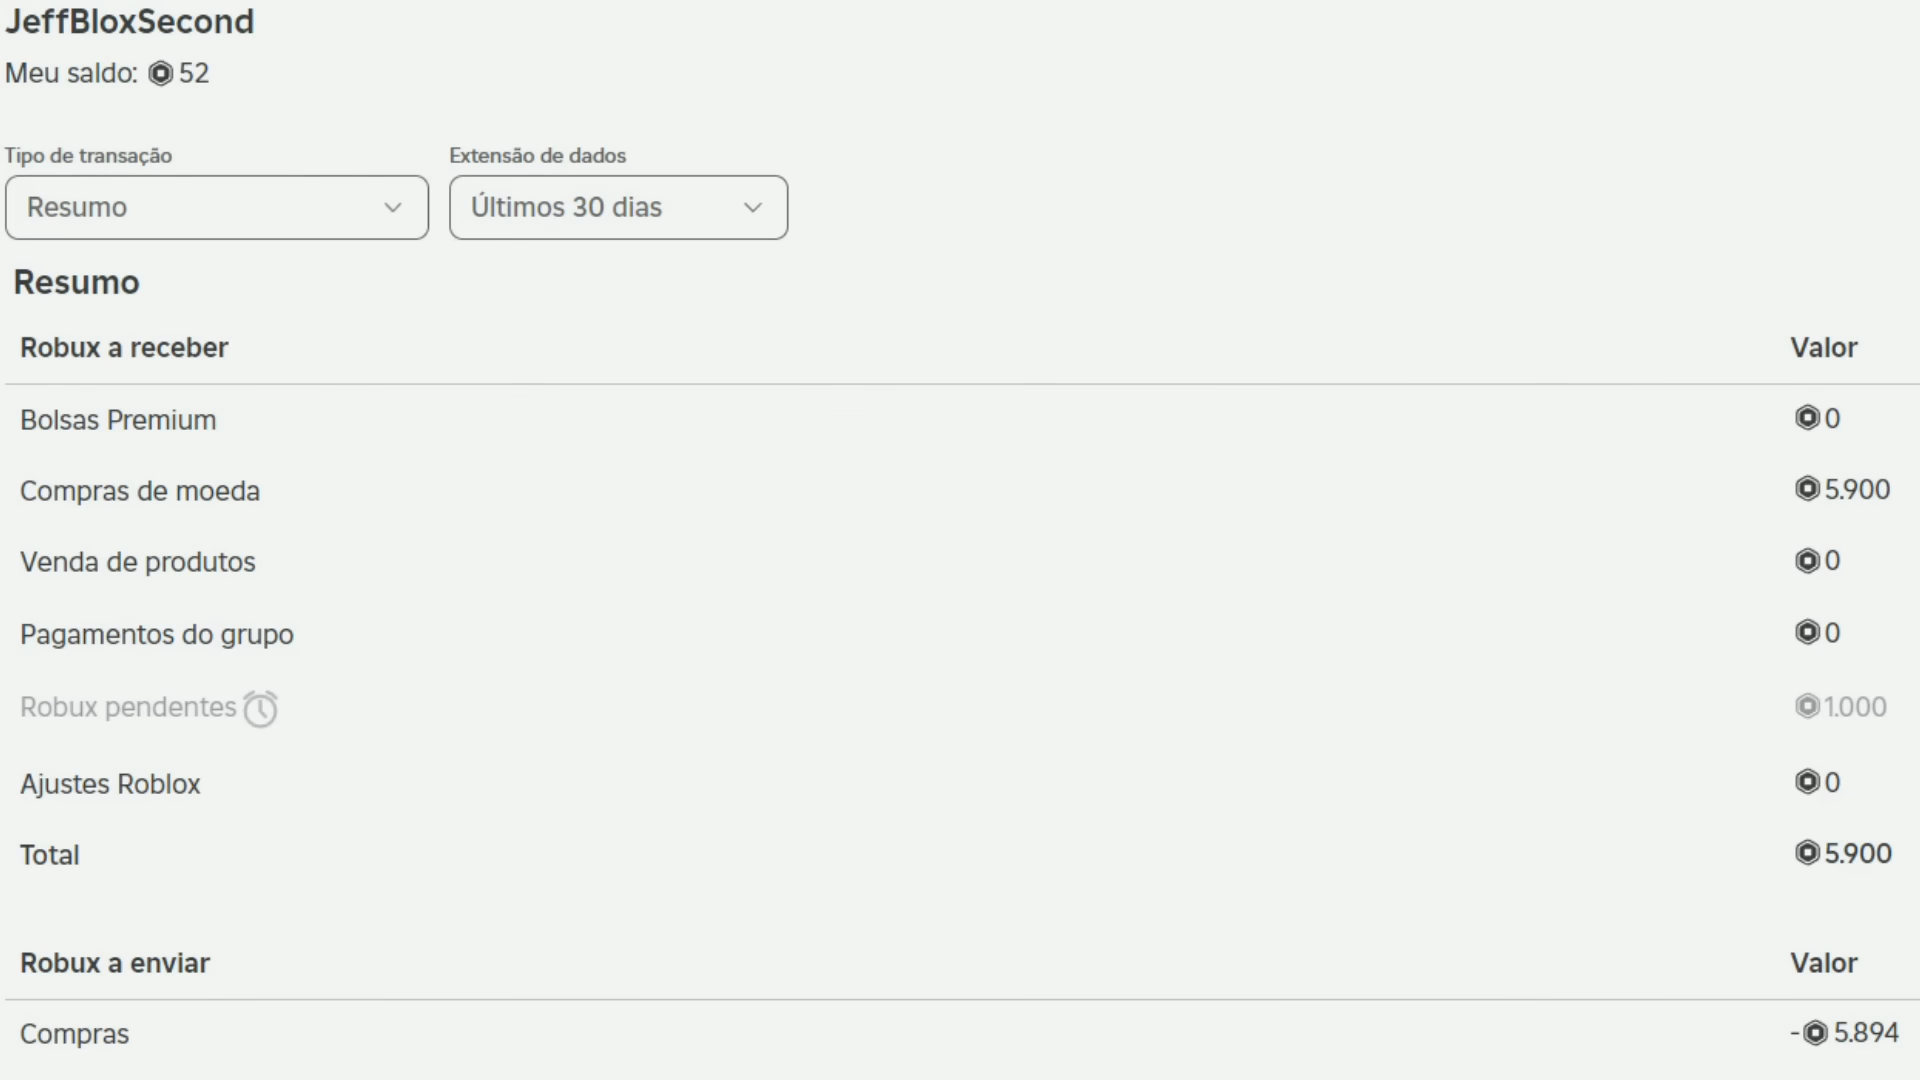 JeffBloxSecond
Meu saldo: 52
Tipo de transação
Extensão de dados
Resumo
Últimos 30 dias
Resumo
Robux a receber Valor
Bolsas Premium 0
Compras de moeda 5.900
Venda de produtos 0
Pagamentos do grupo 0
Robux pendentes 1.000
Ajustes Roblox 0
Total 5.900
Robux a enviar Valor
Compras - 5.894